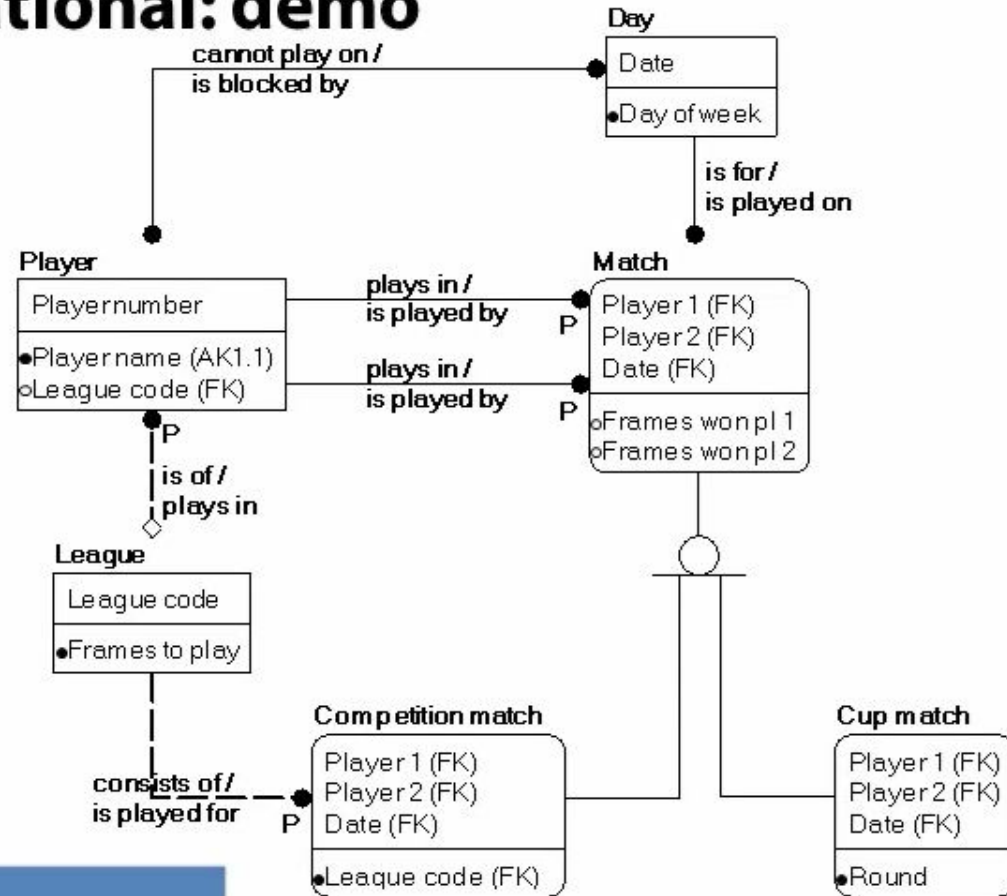 tional: demo
Day
cannot play on /
is blocked by
Date
Day of week
is for /
is played on
Player
Match
Player number
plays in /
is played by
P
Player 1 (FK)
Player 2 (FK)
Date (FK)
Player name (AK1.1)
League code (FK)
plays in /
is played by
P
Frames won pl 1
Frames won pl 2
P
is of /
plays in
League
League code
Frames to play
Competition match
Cup match
Player 1 (FK)
Player 2 (FK)
Date (FK)
Player 1 (FK)
Player 2 (FK)
Date (FK)
consists of /
is played for
P
League code (FK)
Round